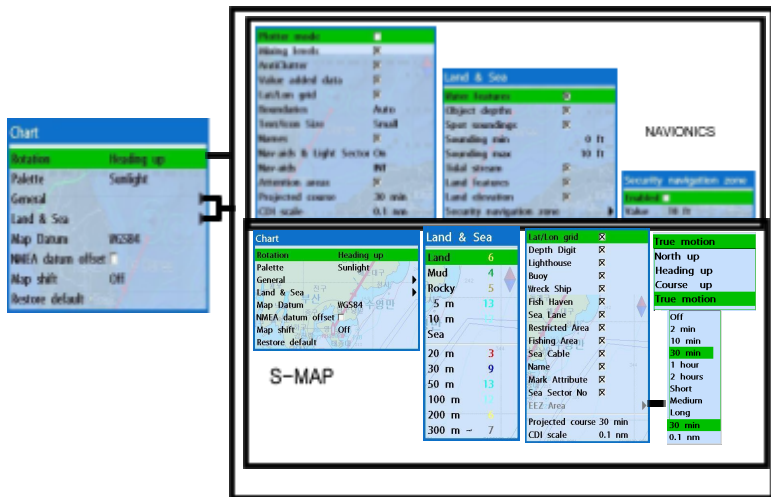 Chart
Rotation Heading up
Palette Sunlight
General
Land & Sea
Map Datum WGS84
NMEA datum offset
Map shift Off
Restore default
Plotter mode
Mixing levels
AntiClutter
Value added data
Lat/Lon grid
Boundaries Auto
Text/Icon Size Small
Names
Nav-aids & Light Sector On
Nav-aids INT
Attention areas
Projected course 30 min
CDI scale 0.1 nm
Land & Sea
Water features
Object depths
Spot soundings
Sounding min 0 ft
Sounding max 10 ft
Tidal stream
Land features
Land elevation
Security navigation zone
Security navigation zone
Enabled
Value 10 ft
NAVIONICS
Chart
Rotation Heading up
Palette Sunlight
General
Land & Sea
Map Datum WGS84
NMEA datum offset
Map shift Off
Restore default
S-MAP
Land & Sea
Land 6
Mud 4
Rocky 5
5 m 13
10 m 12
Sea
20 m 3
30 m 9
50 m 13
100 m 12
200 m 6
300 m ~ 7
Lat/Lon grid
Depth Digit
Lighthouse
Buoy
Wreck Ship
Fish Haven
Sea Lane
Restricted Area
Fishing Area
Sea Cable
Name
Mark Attribute
Sea Sector No
EEZ Area
Projected course 30 min
CDI scale 0.1 nm
True motion
North up
Heading up
Course up
True motion
Off
2 min
10 min
30 min
1 hour
2 hours
Short
Medium
Long
30 min
0.1 nm